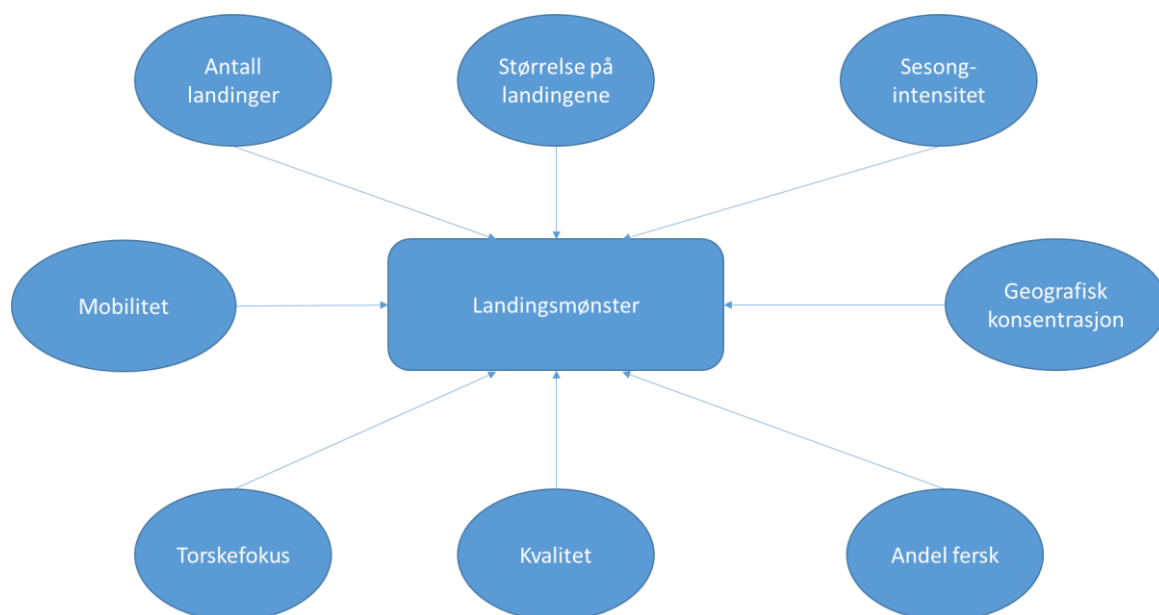 Antall
landinger
Størrelse på
landingene
Sesong-
intensitet
Mobilitet
Landingsmønster
Geografisk
konsentrasjon
Torskefokus
Kvalitet
Andel fersk